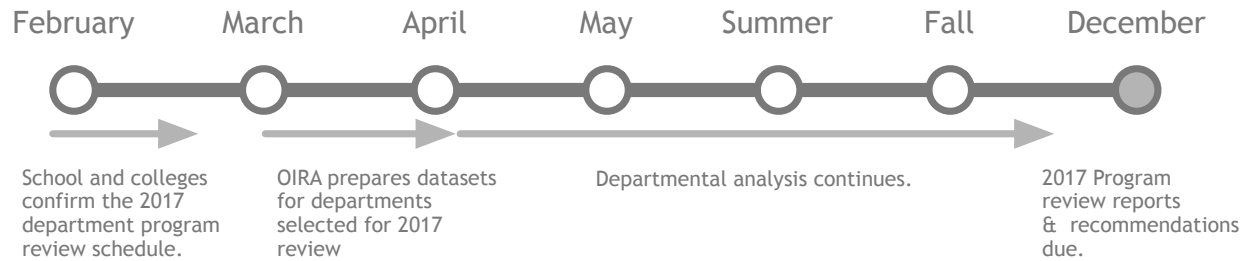 February March April May Summer Fall December
School and colleges
confirm the 2017
department program
review schedule.
OIRA prepares datasets
for departments
selected for 2017
review
Departmental analysis continues.
2017 Program
review reports
& recommendations
due.